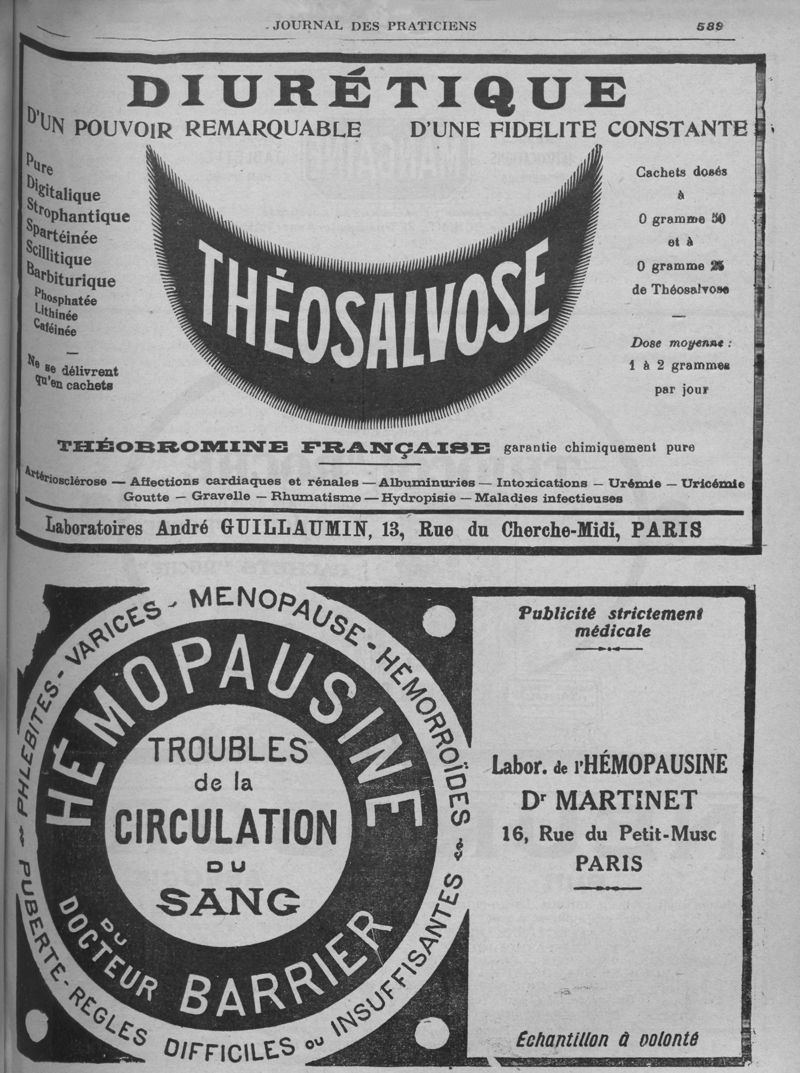 JOURNAL DES PRATICIENS
589
DIURÉTIQUE
D'UN POUVOIR REMARQUABLE D'UNE FIDELITE CONSTANTE
Pure
Digitalique
Strophantique
Spartéinée
Scillitique
Barbiturique
Phosphatée
Lithinée
Caféinée
Ne se délivrent
qu'en cachets
THÉOSALVOSE
Cachets dosés
à
0 gramme 50
et à
0 gramme 25
de Théosalvose
Dose moyenne :
1 à 2 grammes
par jour
THÉOBROMINE FRANÇAISE garantie chimiquement pure
Artériosclérose — Affections cardiaques et rénales — Albuminuries — Intoxications — Urémie — Uricémie
Goutte — Gravelle — Rhumatisme — Hydropisie — Maladies infectieuses
Laboratoires André GUILLAUMIN, 13, Rue du Cherche-Midi, PARIS
PHLÉBITES - VARICES - MENOPAUSE - HÉMORROÏDES
PUBERTÉ - RÈGLES DIFFICILES ou INSUFFISANTES
HÉMOPAUSINE
TROUBLES
de la
CIRCULATION
DU
SANG
DU
DOCTEUR BARRIER
Publicité strictement
médicale
Labor. de l'HÉMOPAUSINE
Dr MARTINET
16, Rue du Petit-Musc
PARIS
Échantillon à volonté